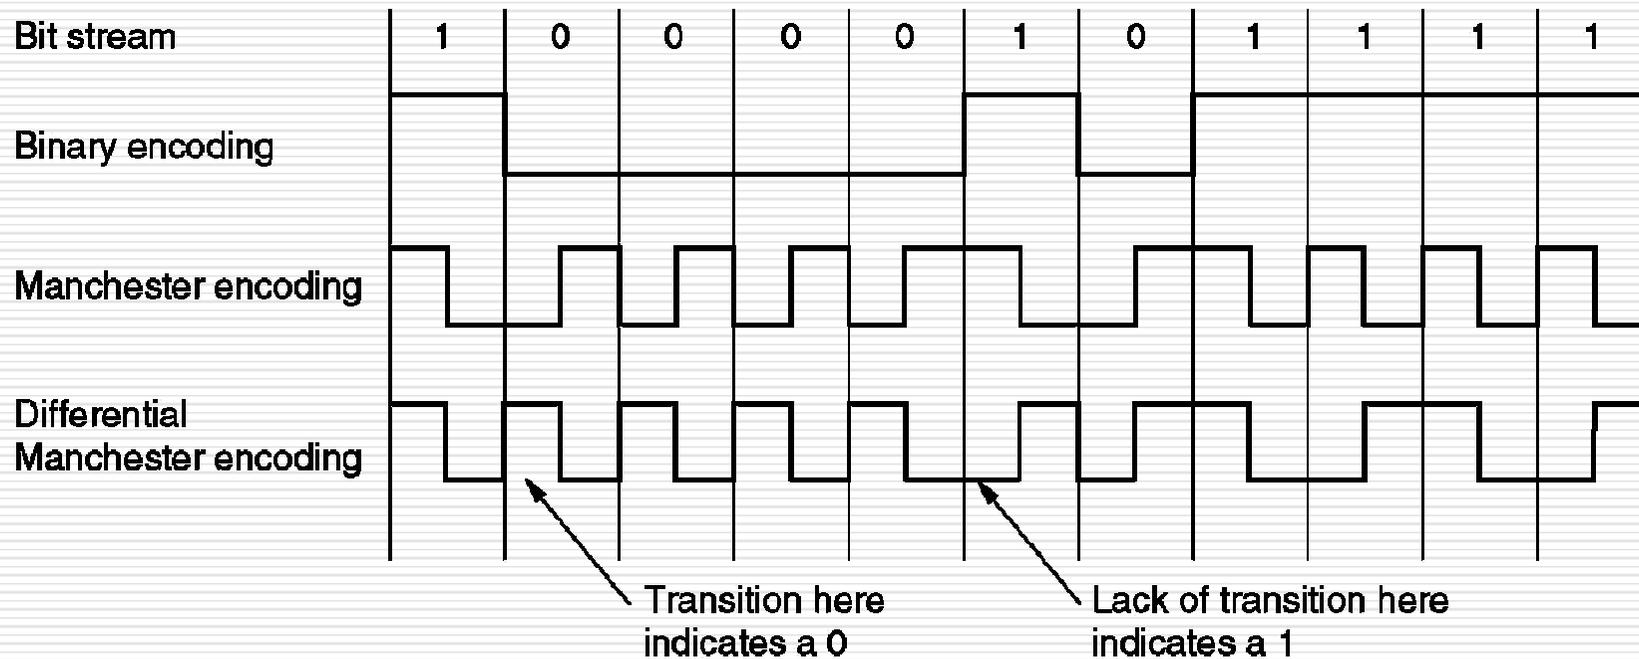 Bit stream 1 0 0 0 0 1 0 1 1 1 1
Binary encoding
Manchester encoding
Differential
Manchester encoding
Transition here
indicates a 0
Lack of transition here
indicates a 1